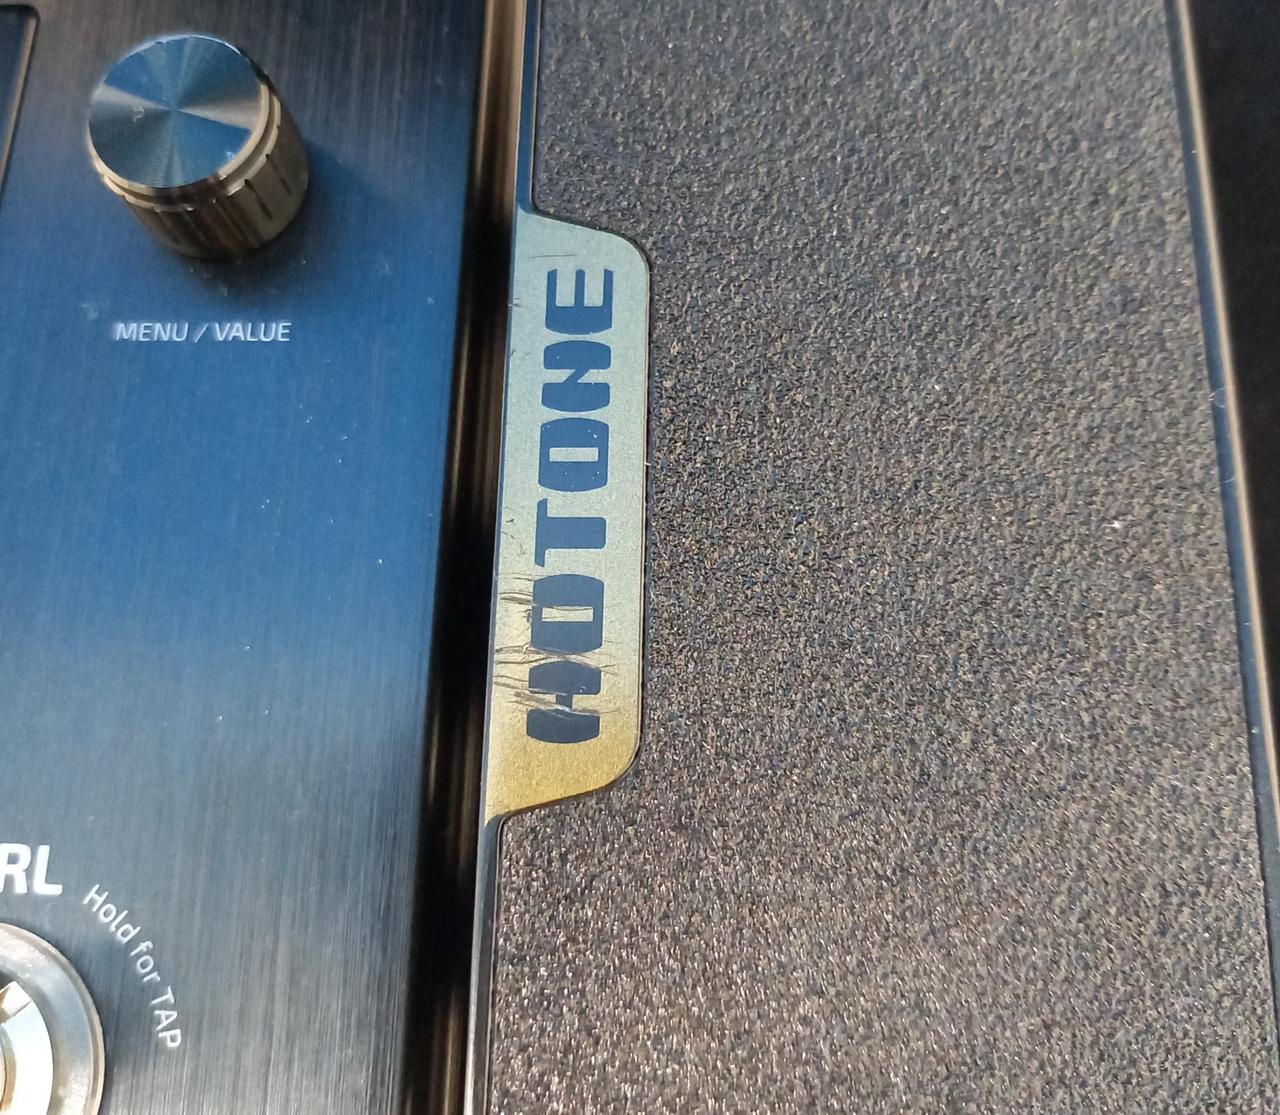 MENU / VALUE
HOTONE
RL
Hold for TAP